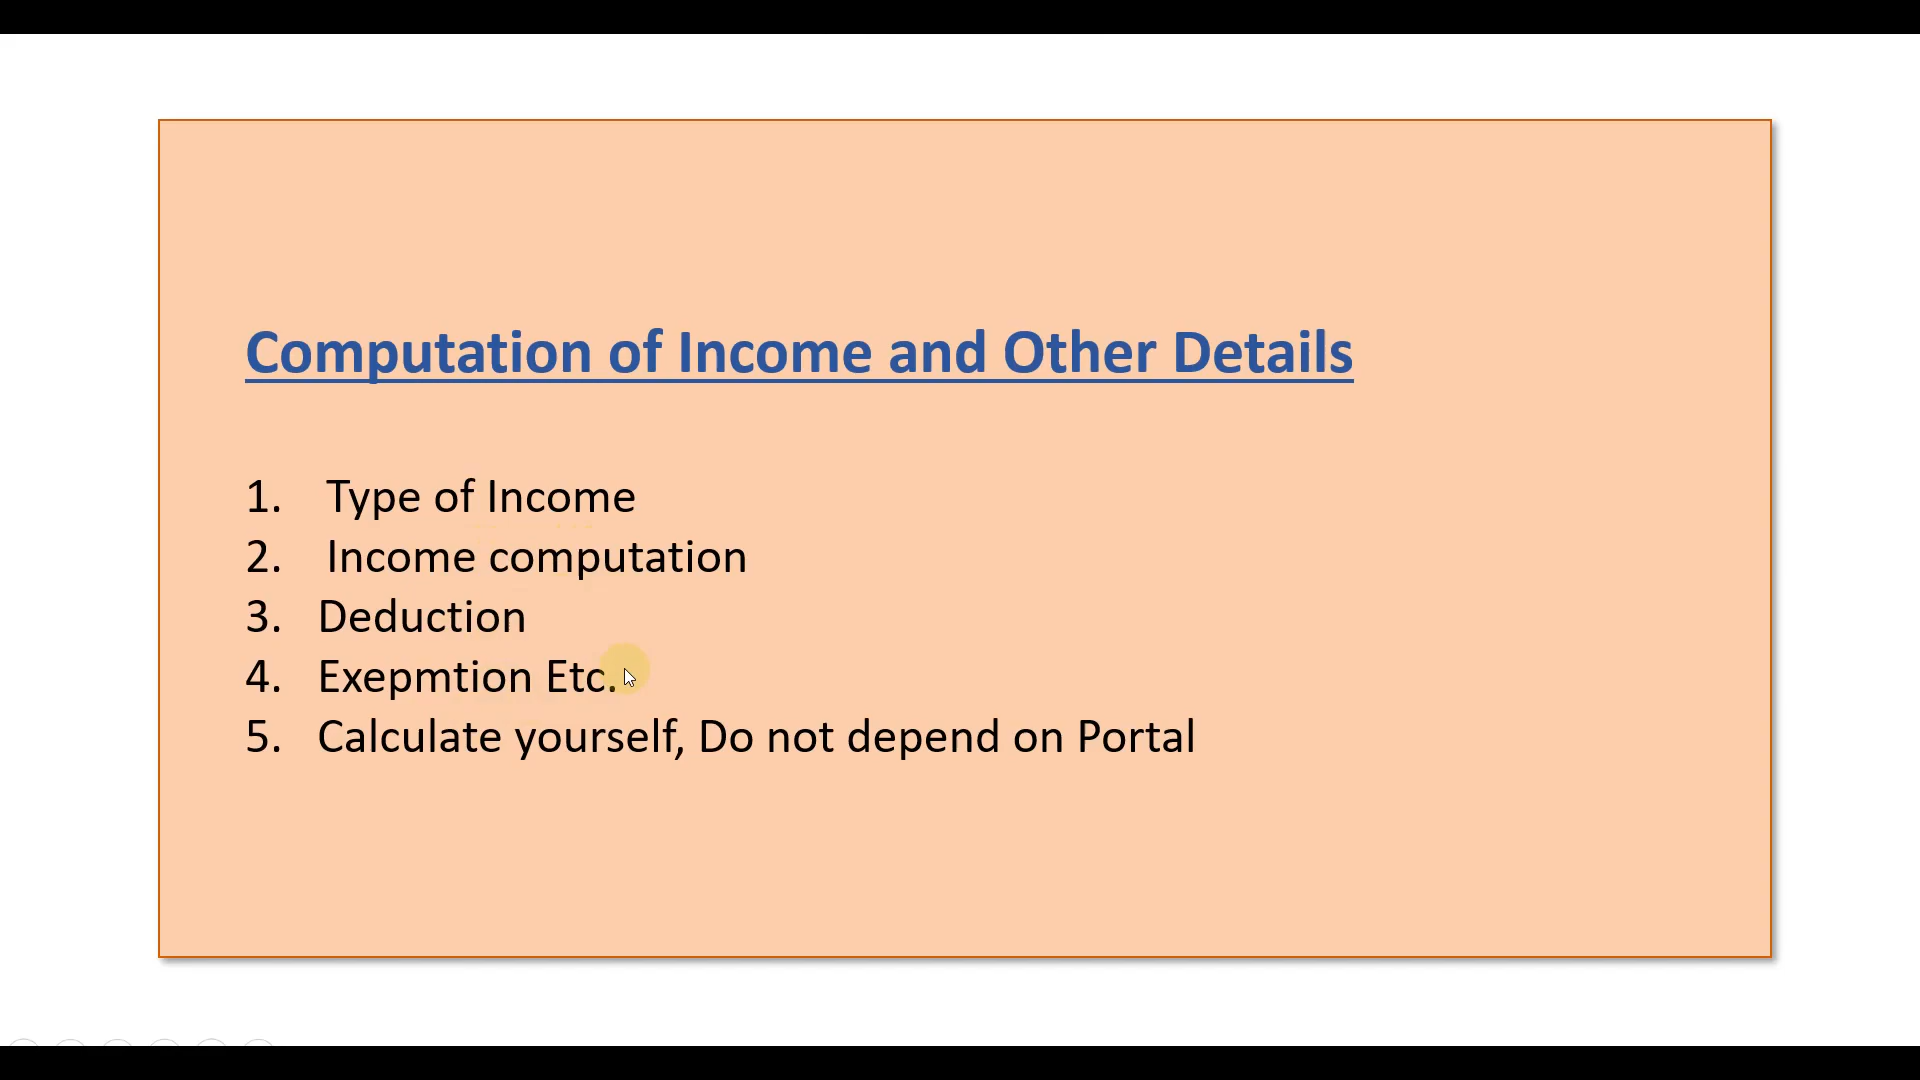 Computation of Income and Other Details
1. Type of Income
2. Income computation
3. Deduction
4. Exepmtion Etc.
5. Calculate yourself, Do not depend on Portal